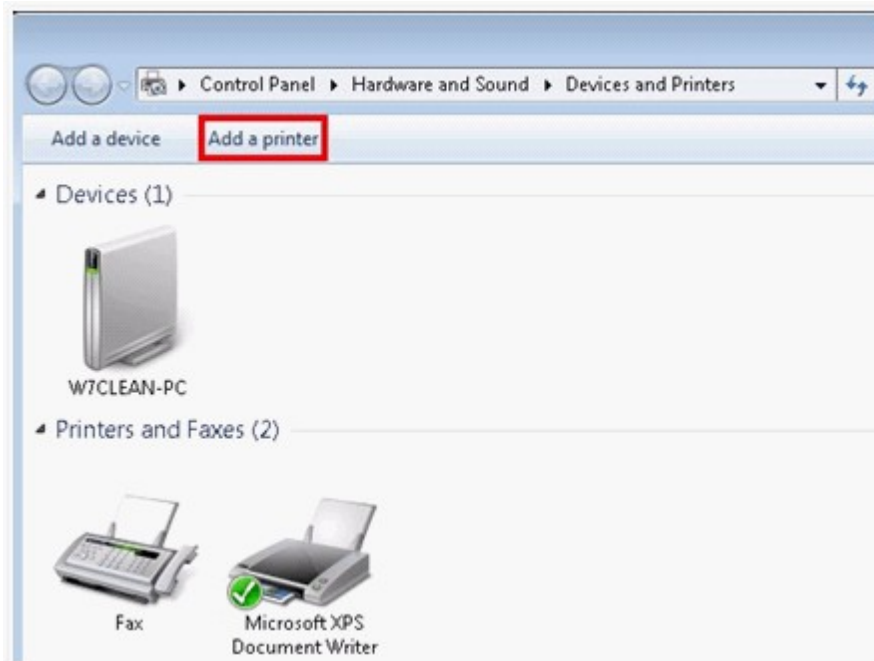 Control Panel ▸ Hardware and Sound ▸ Devices and Printers
Add a device Add a printer
Devices (1)
W7CLEAN-PC
Printers and Faxes (2)
Fax
Microsoft XPS
Document Writer